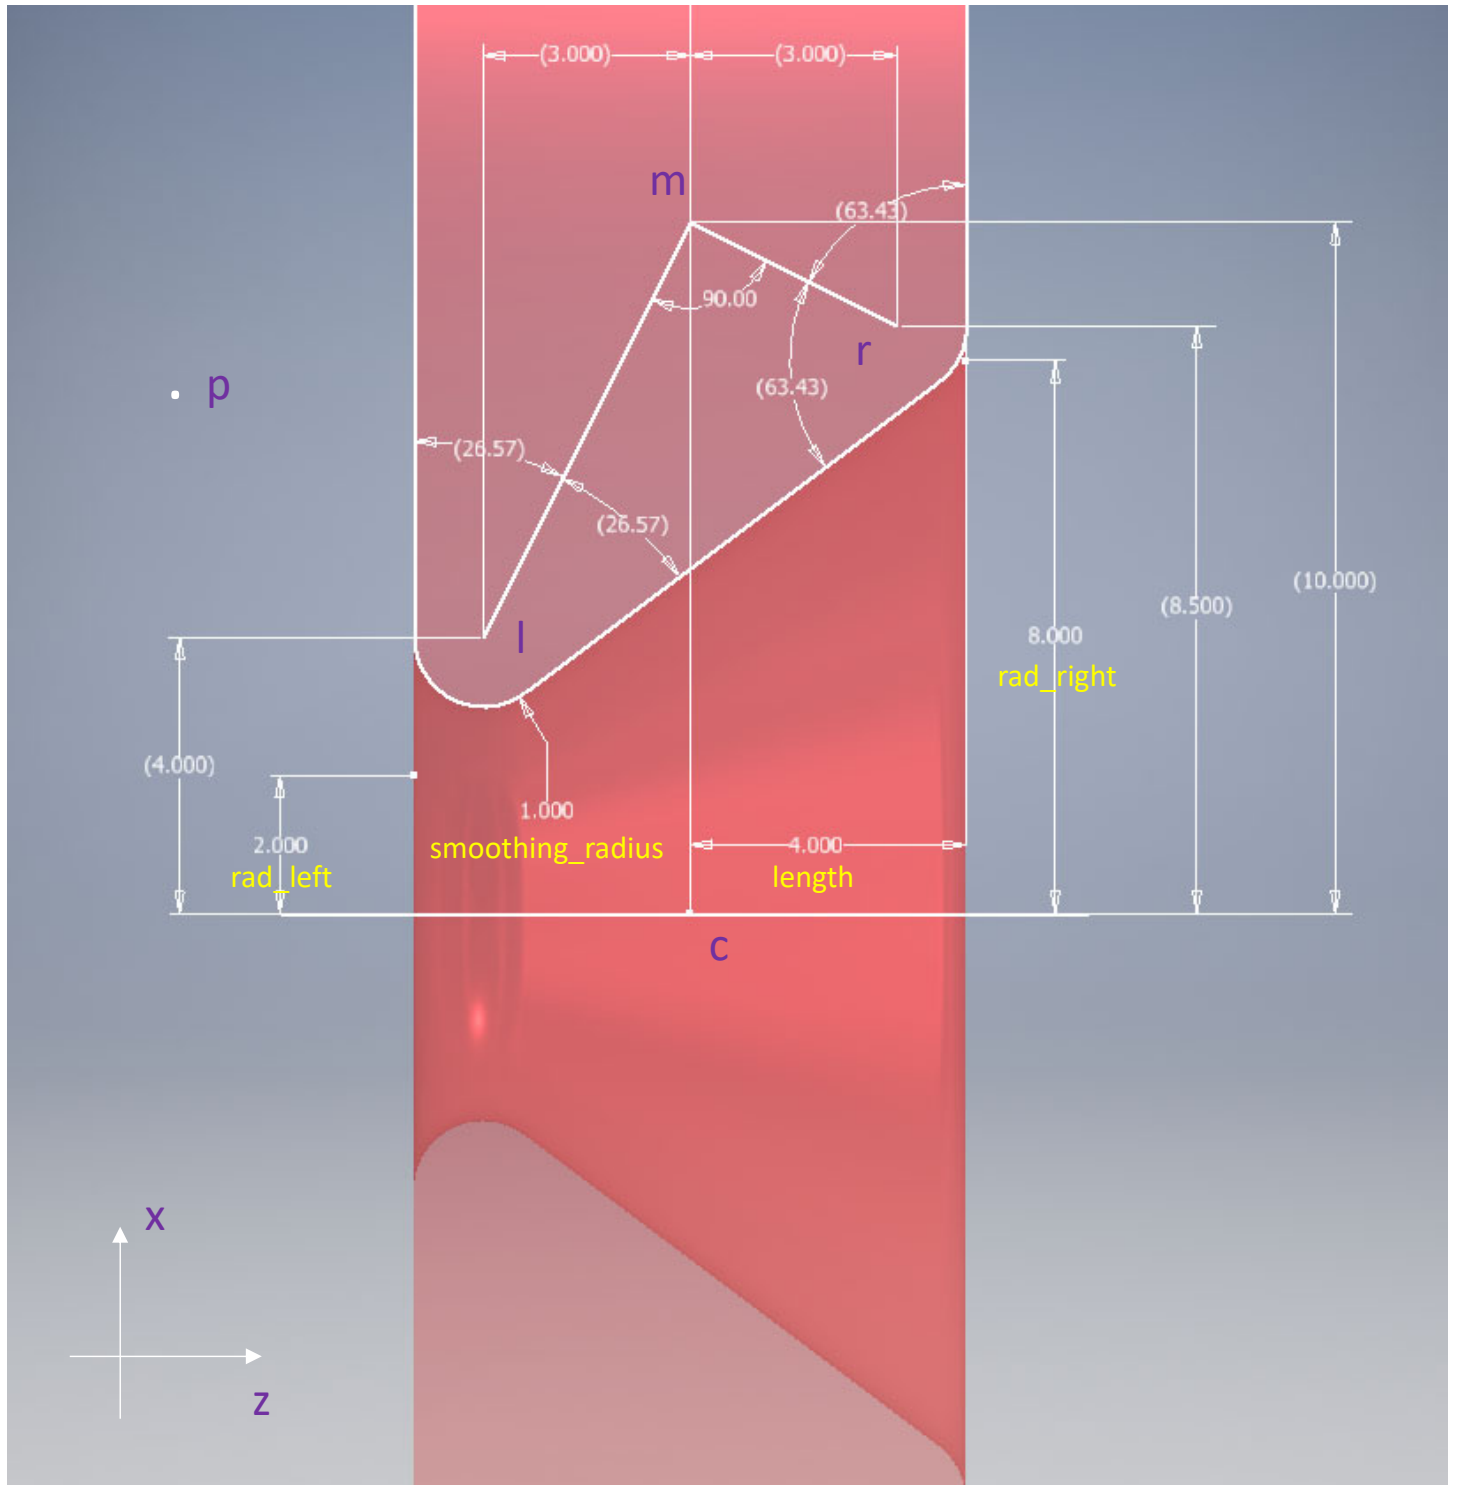 (3.000)
(3.000)
m
(63.43)
90.00
r
p
(63.43)
(26.57)
(26.57)
(10.000)
(8.500)
l
8.000
rad_right
(4.000)
1.000
2.000
smoothing_radius
4.000
rad_left
length
c
x
z